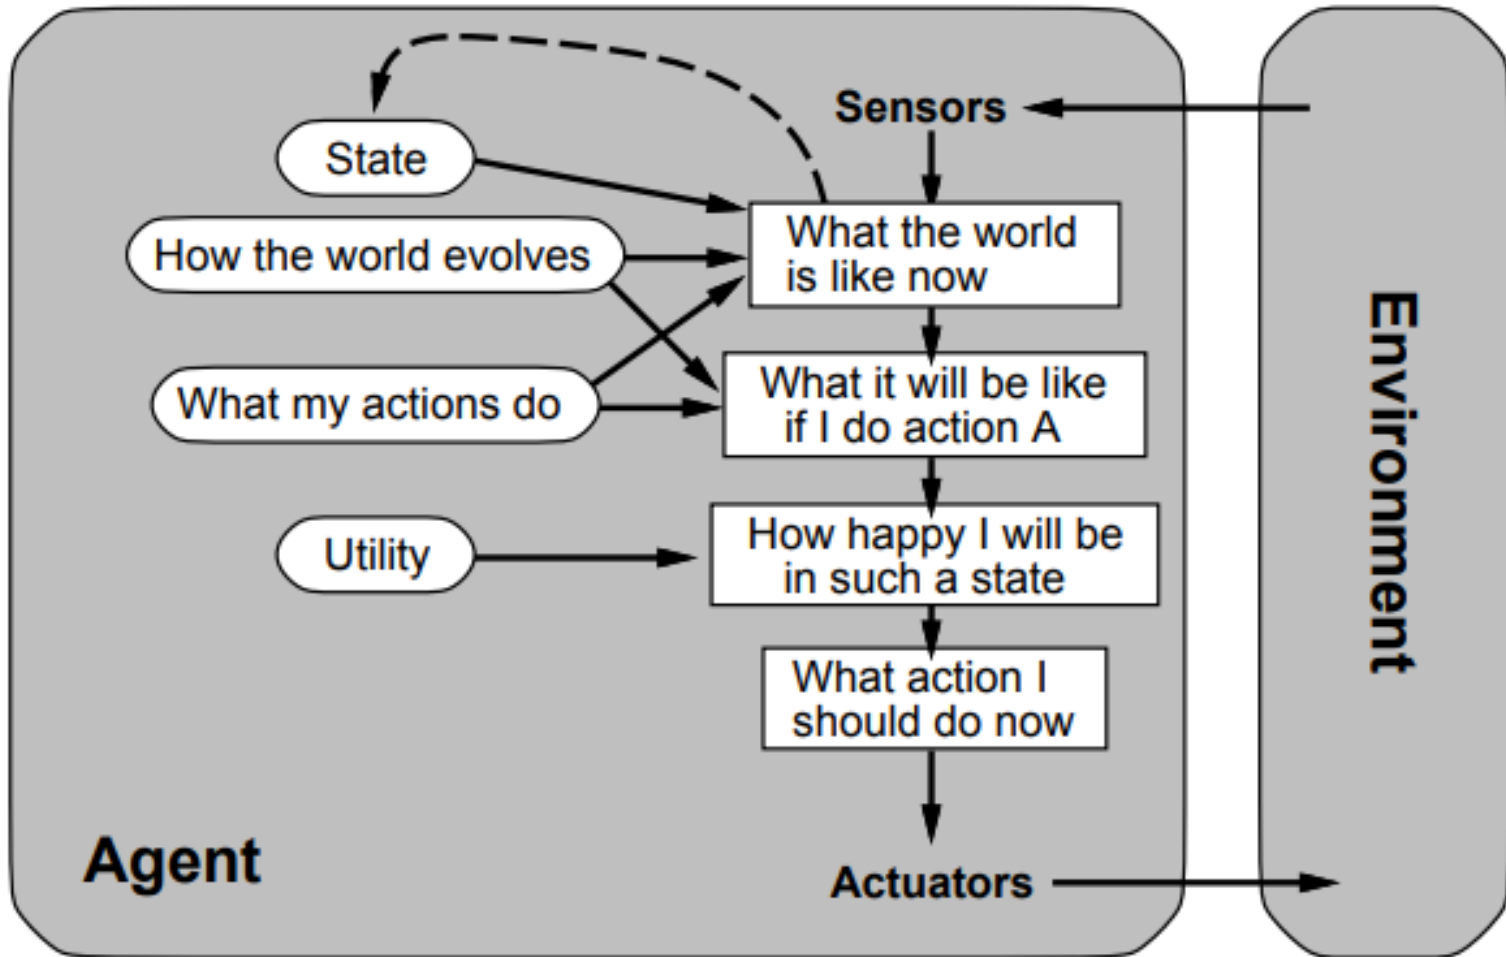 Sensors
State
What the world
is like now
How the world evolves
What it will be like
if I do action A
What my actions do
How happy I will be
in such a state
Utility
What action I
should do now
Agent
Actuators
Environment